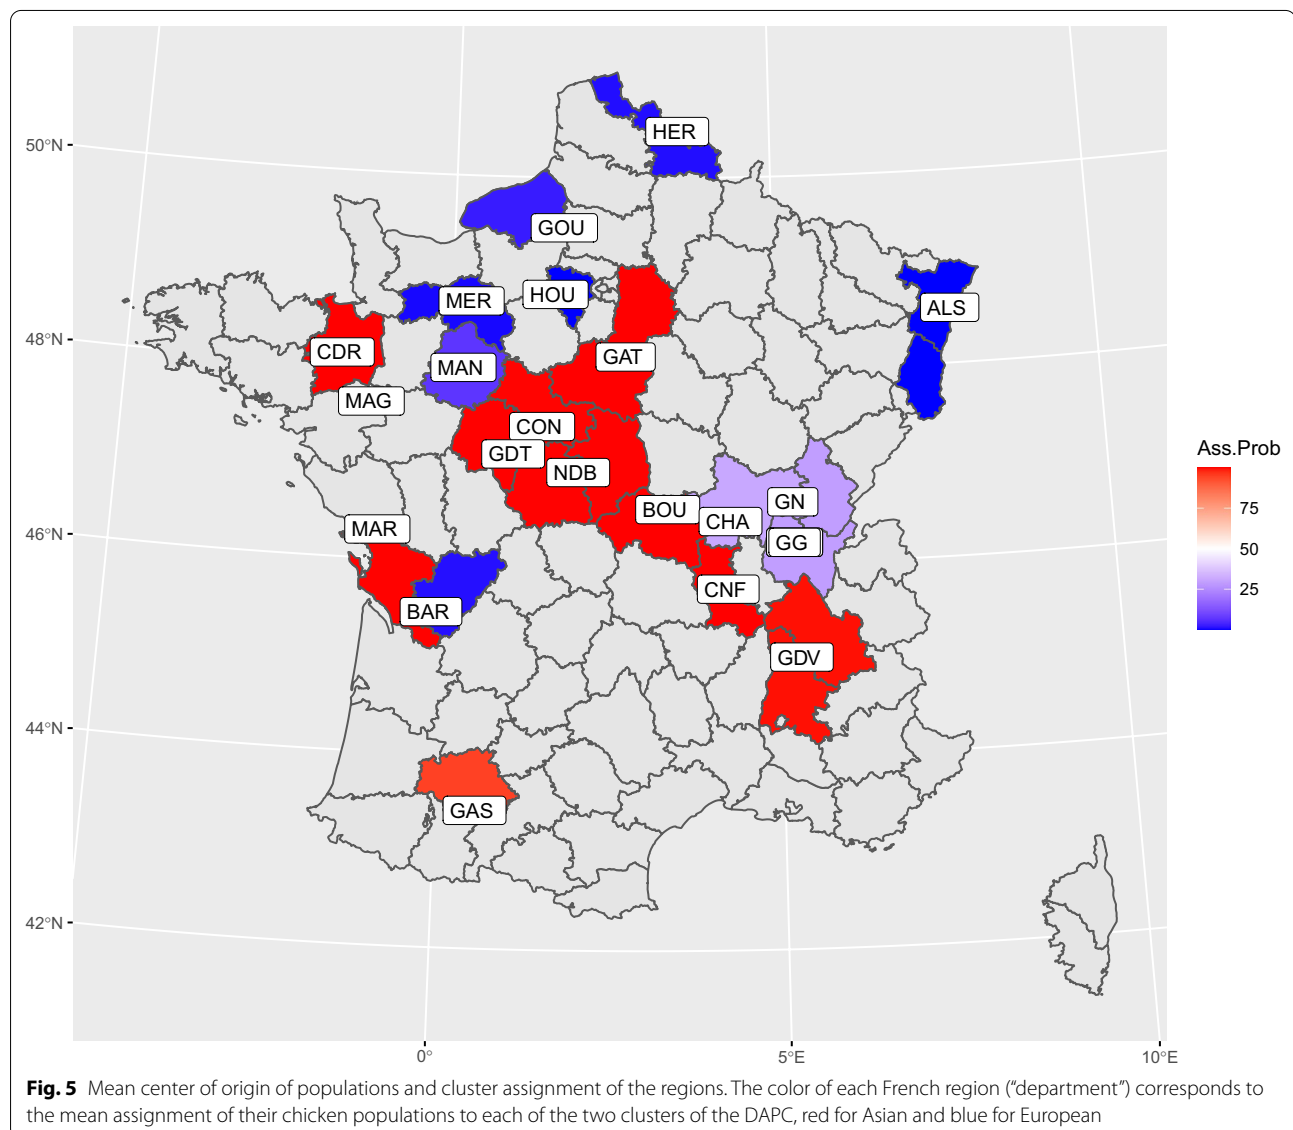 50°N
48°N
46°N
44°N
42°N
0°
5°E
10°E
HER
GOU
HOU
MER
ALS
CDR
MAN
GAT
MAG
CON
GDT
NDB
BOU
GN
CHA
GG
MAR
CNF
BAR
GDV
GAS
Ass.Prob
75
50
25
Fig. 5 Mean center of origin of populations and cluster assignment of the regions. The color of each French region (“department”) corresponds to
the mean assignment of their chicken populations to each of the two clusters of the DAPC, red for Asian and blue for European